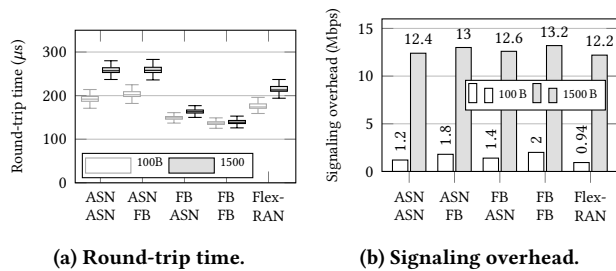 Round-trip time (μs)
300
200
100
0
100B
1500
ASN ASN FB FB Flex-
ASN FB ASN FB RAN
(a) Round-trip time.
Signaling overhead (Mbps)
15
10
5
0
12.4 13 12.6 13.2 12.2
100 B
1500 B
1.2 1.8 1.4 2 0.94
ASN ASN FB FB Flex-
ASN FB ASN FB RAN
(b) Signaling overhead.